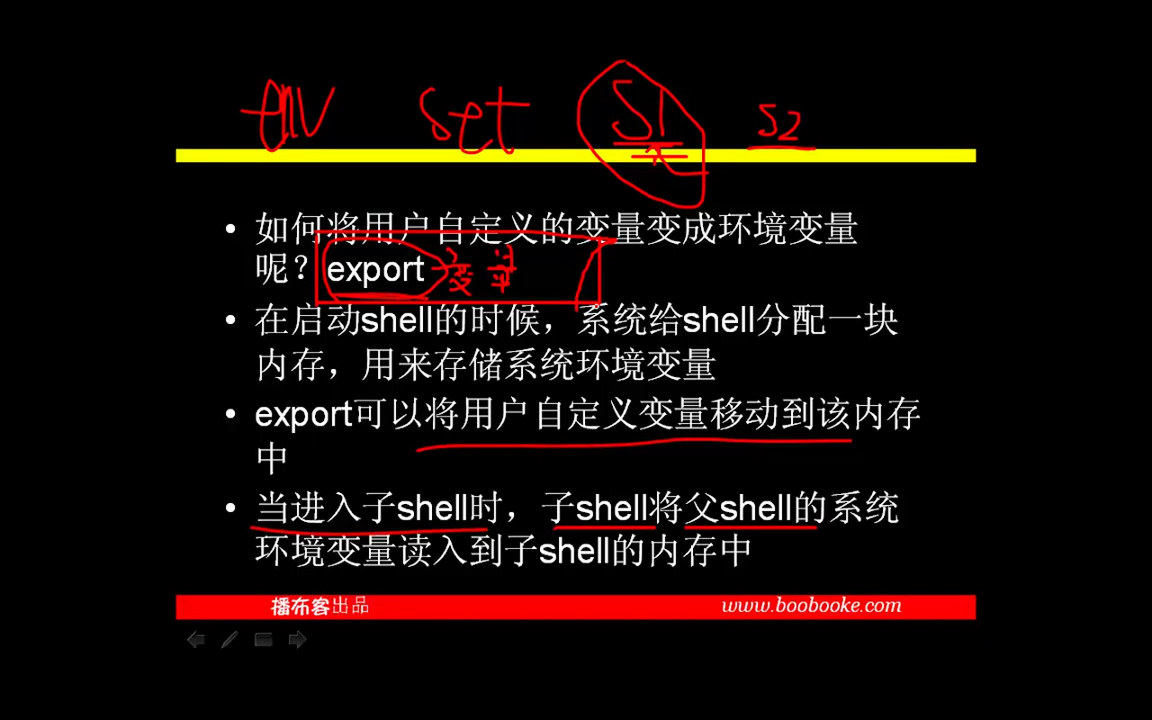 env set S1 S2
• 如何将用户自定义的变量变成环境变量
呢？export 变量
• 在启动shell的时候，系统给shell分配一块
内存，用来存储系统环境变量
• export可以将用户自定义变量移动到该内存
中
• 当进入子shell时，子shell将父shell的系统
环境变量读入到子shell的内存中
播布客出品 www.boobooke.com